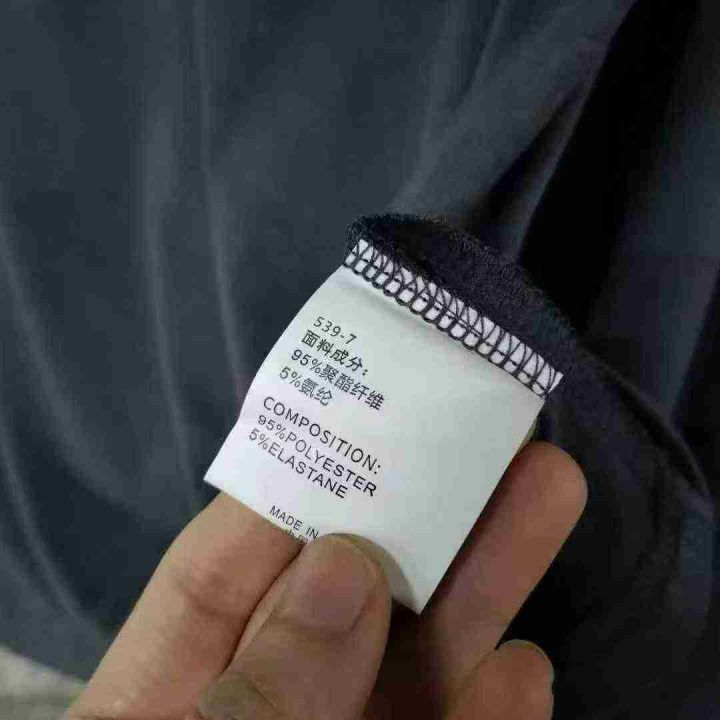 539-7
面料成分：
95%聚酯纤维
5%氨纶
COMPOSITION:
95%POLYESTER
5%ELASTANE
MADE IN